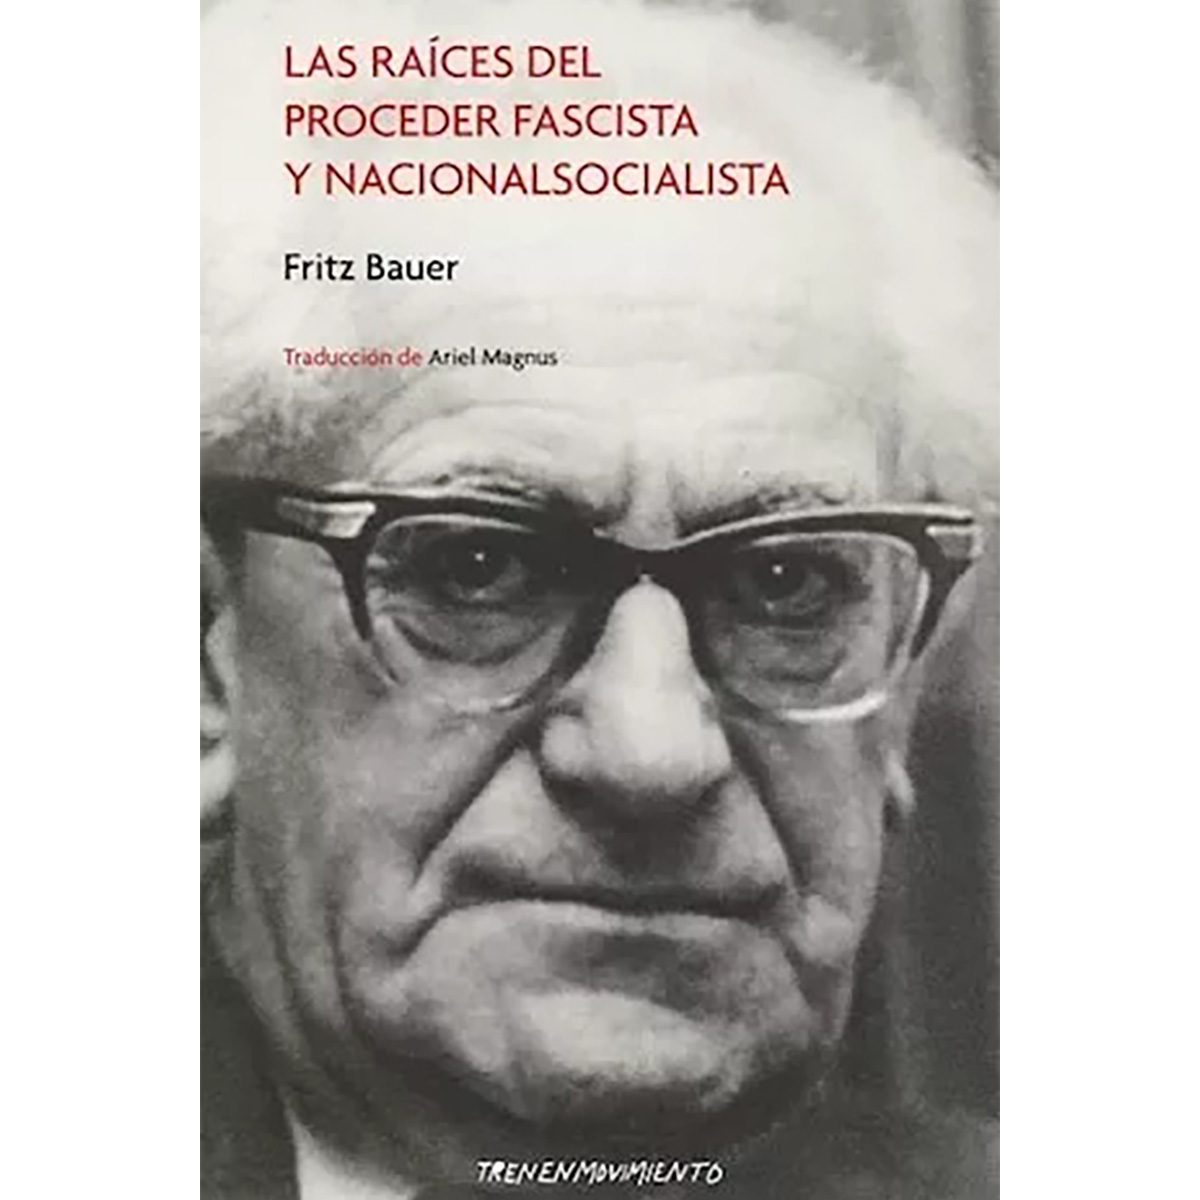 LAS RAÍCES DEL
PROCEDER FASCISTA
Y NACIONALSOCIALISTA
Fritz Bauer
Traducción de Ariel Magnus
TRENENMOVIMIENTO